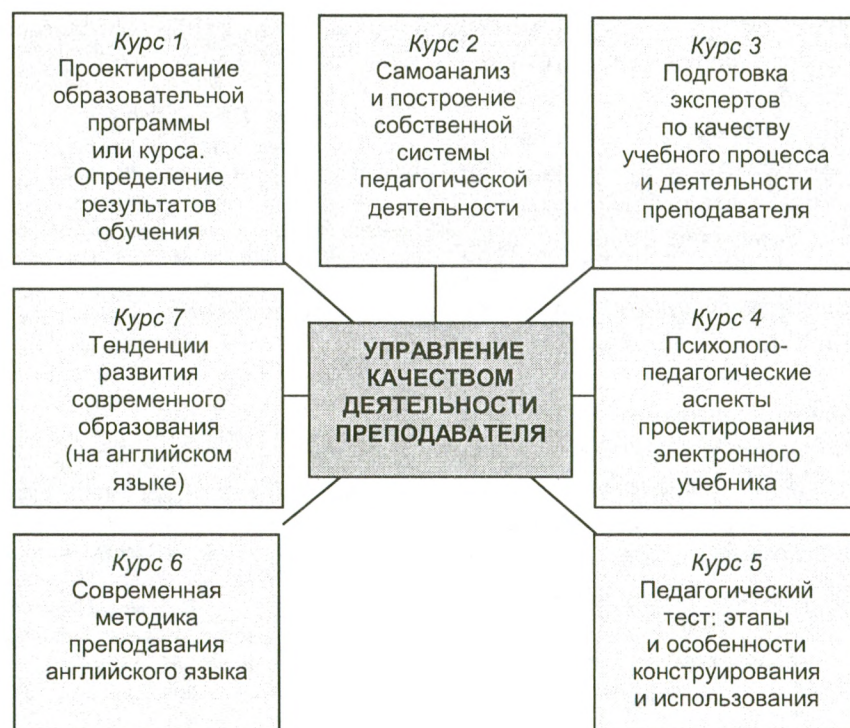 Курс 1
Проектирование
образовательной
программы
или курса.
Определение
результатов
обучения
Курс 2
Самоанализ
и построение
собственной
системы
педагогической
деятельности
Курс 3
Подготовка
экспертов
по качеству
учебного процесса
и деятельности
преподавателя
Курс 7
Тенденции
развития
современного
образования
(на английском
языке)
УПРАВЛЕНИЕ
КАЧЕСТВОМ
ДЕЯТЕЛЬНОСТИ
ПРЕПОДАВАТЕЛЯ
Курс 4
Психолого-
педагогические
аспекты
проектирования
электронного
учебника
Курс 6
Современная
методика
преподавания
английского языка
Курс 5
Педагогический
тест: этапы
и особенности
конструирования
и использования